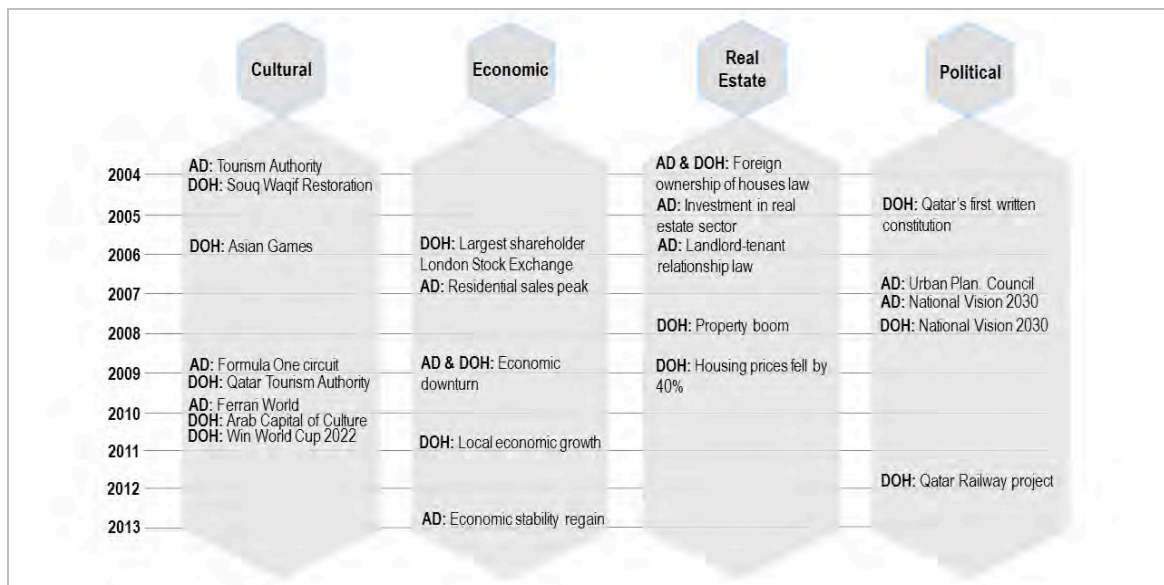 Cultural
Economic
Real
Estate
Political
2004
2005
2006
2007
2008
2009
2010
2011
2012
2013
AD: Tourism Authority
DOH: Souq Waqif Restoration
DOH: Asian Games
AD: Formula One circuit
DOH: Qatar Tourism Authority
AD: Ferrari World
DOH: Arab Capital of Culture
DOH: Win World Cup 2022
DOH: Largest shareholder
London Stock Exchange
AD: Residential sales peak
AD & DOH: Economic
downturn
DOH: Local economic growth
AD: Economic stability regain
AD & DOH: Foreign
ownership of houses law
AD: Investment in real
estate sector
AD: Landlord-tenant
relationship law
DOH: Property boom
DOH: Housing prices fell by
40%
DOH: Qatar's first written
constitution
AD: Urban Plan. Council
AD: National Vision 2030
DOH: National Vision 2030
DOH: Qatar Railway project